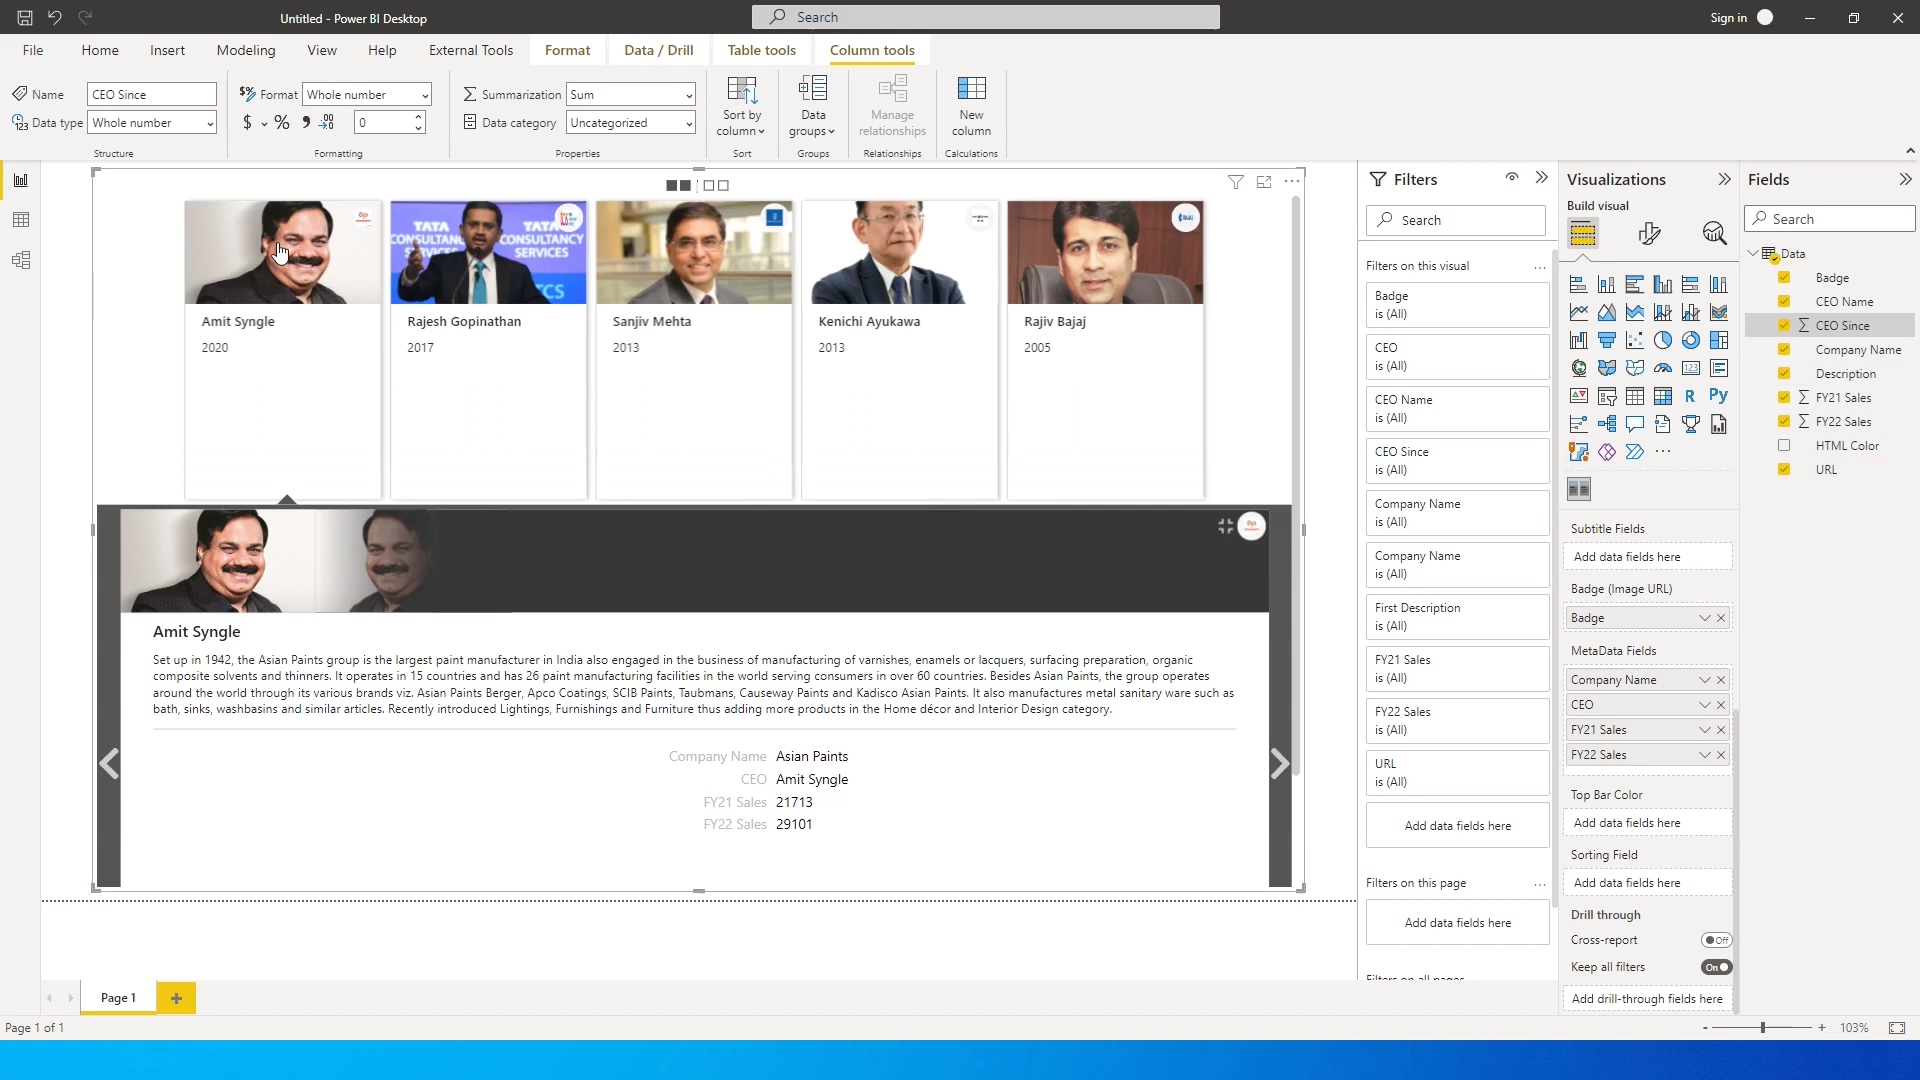 Untitled - Power BI Desktop
Search
Sign in
File
Home
Insert
Modeling
View
Help
External Tools
Format
Data / Drill
Table tools
Column tools
Name
CEO Since
Data type
Whole number
Structure
Format
Whole number
$
%
0
Formatting
Summarization
Sum
Data category
Uncategorized
Properties
Sort by
column
Sort
Data
groups
Groups
Manage
relationships
Relationships
New
column
Calculations
TATA
CONSULTANCY
SERVICES
TATA
CONSULTANCY
SERVICES
TCS
BAJAJ
Amit Syngle
2020
Rajesh Gopinathan
2017
Sanjiv Mehta
2013
Kenichi Ayukawa
2013
Rajiv Bajaj
2005
Amit Syngle
Set up in 1942, the Asian Paints group is the largest paint manufacturer in India also engaged in the business of manufacturing of varnishes, enamels or lacquers, surfacing preparation, organic
composite solvents and thinners. It operates in 15 countries and has 26 paint manufacturing facilities in the world serving consumers in over 60 countries. Besides Asian Paints, the group operates
around the world through its various brands viz. Asian Paints Berger, Apco Coatings, SCIB Paints, Taubmans, Causeway Paints and Kadisco Asian Paints. It also manufactures metal sanitary ware such as
bath, sinks, washbasins and similar articles. Recently introduced Lightings, Furnishings and Furniture thus adding more products in the Home décor and Interior Design category.
Company Name Asian Paints
CEO Amit Syngle
FY21 Sales 21713
FY22 Sales 29101
Filters
Search
Filters on this visual
Badge
is (All)
CEO
is (All)
CEO Name
is (All)
CEO Since
is (All)
Company Name
is (All)
Company Name
is (All)
First Description
is (All)
FY21 Sales
is (All)
FY22 Sales
is (All)
URL
is (All)
Add data fields here
Filters on this page
Add data fields here
Filters on all pages
Visualizations
Build visual
123
R
Py
Subtitle Fields
Add data fields here
Badge (Image URL)
Badge
MetaData Fields
Company Name
CEO
FY21 Sales
FY22 Sales
Top Bar Color
Add data fields here
Sorting Field
Add data fields here
Drill through
Cross-report
Off
Keep all filters
On
Add drill-through fields here
Fields
Search
Data
Badge
CEO Name
CEO Since
Company Name
Description
FY21 Sales
FY22 Sales
HTML Color
URL
Page 1
Page 1 of 1
- + 103%